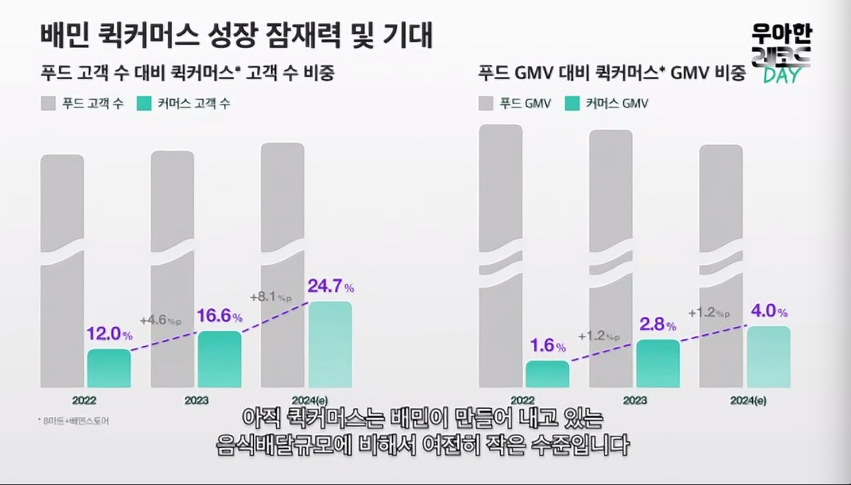 배민 퀵커머스 성장 잠재력 및 기대
우아한
레코드
DAY
푸드 고객 수 대비 퀵커머스* 고객 수 비중
푸드 고객 수
커머스 고객 수
12.0%
+4.6%p
16.6%
+8.1%p
24.7%
2022
2023
2024(e)
* B마트+배민스토어
푸드 GMV 대비 퀵커머스* GMV 비중
푸드 GMV
커머스 GMV
1.6%
+1.2%p
2.8%
+1.2%p
4.0%
2022
2023
2024(e)
아직 퀵커머스는 배민이 만들어 내고 있는
음식배달규모에 비해서 여전히 작은 수준입니다